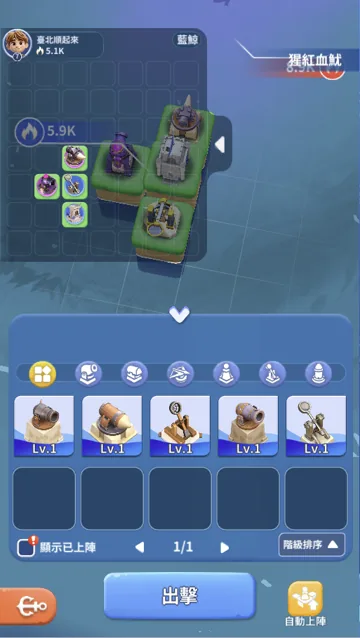 臺北順起來
5.1K
藍鯨
猩紅血魷
5.9K
Lv.1
Lv.1
Lv.1
Lv.1
Lv.1
顯示已上陣
1/1
階級排序
出擊
自動上陣